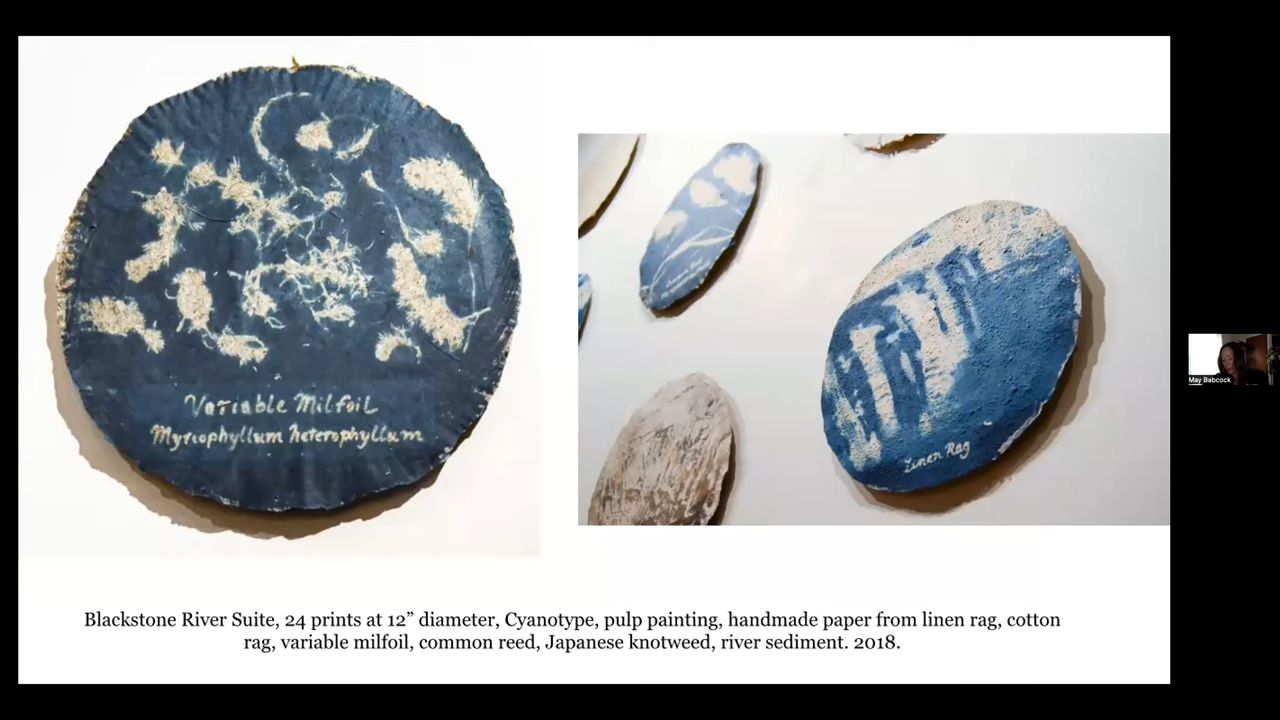 Variable Milfoil
Myriophyllum heterophyllum
Linen Rag
Blackstone River Suite, 24 prints at 12” diameter, Cyanotype, pulp painting, handmade paper from linen rag, cotton
rag, variable milfoil, common reed, Japanese knotweed, river sediment. 2018.
May Babcock